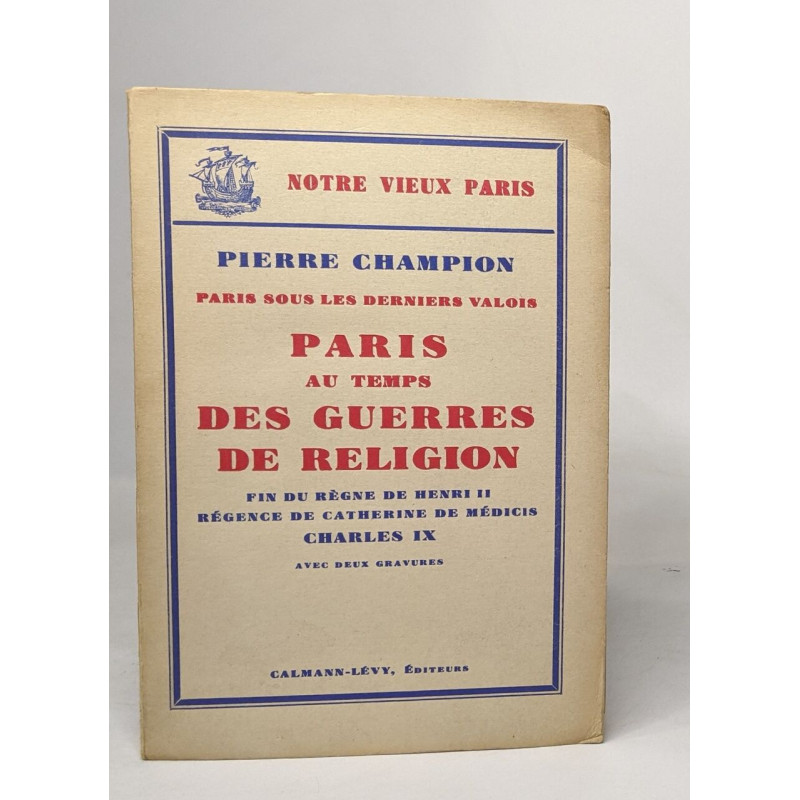 NOTRE VIEUX PARIS
PIERRE CHAMPION
PARIS SOUS LES DERNIERS VALOIS
PARIS
AU TEMPS
DES GUERRES
DE RELIGION
FIN DU RÈGNE DE HENRI II
RÉGENCE DE CATHERINE DE MÉDICIS
CHARLES IX
AVEC DEUX GRAVURES
CALMANN-LÉVY, ÉDITEURS